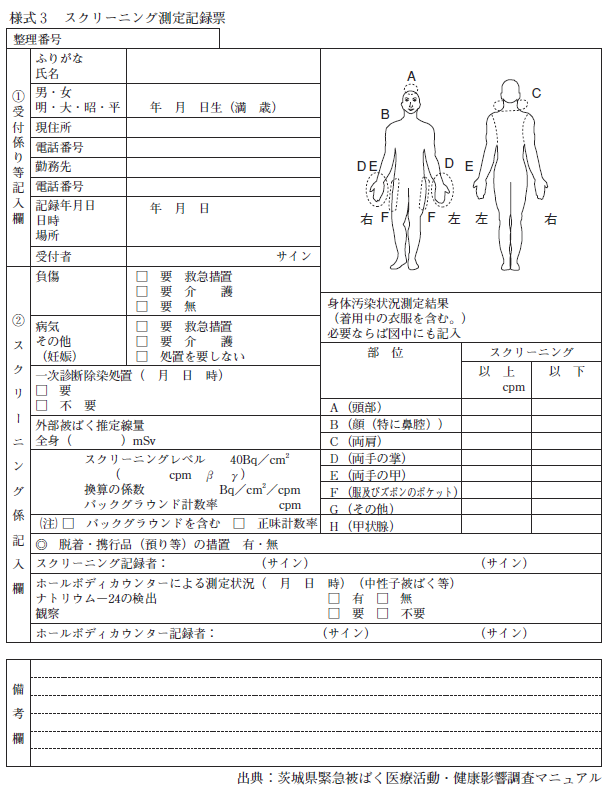 様式3　スクリーニング測定記録票
整理番号
①受付係り等記入欄
ふりがな
氏名
男・女
明・大・昭・平　　年　月　日生（満　歳）
現住所
電話番号
勤務先
電話番号
記録年月日　　年　月　日
日時
場所
受付者　　サイン
A
B
C
D E
D
E
右 F
F 左
左
右
②スクリーニング係記入欄
負傷
□　要　救急措置
□　要　介　護
□　要　無
病気
その他
（妊娠）
□　要　救急措置
□　要　介　護
□　処置を要しない
一次診断除染処置（　月　日　時）
□　要
□　不　要
外部被ばく推定線量
全身（　　　　）mSv
スクリーニングレベル　40Bq／cm²
（　　　cpm　β　γ）
換算の係数　　Bq／cm²／cpm
バックグラウンド計数率　　cpm
(注) □　バックグラウンドを含む　□　正味計数率
身体汚染状況測定結果
（着用中の衣服を含む。）
必要ならば図中にも記入
部　位
スクリーニング
以　上
cpm
以　下
A（頭部）
B（顔（特に鼻腔））
C（両肩）
D（両手の掌）
E（両手の甲）
F（服及びズボンのポケット）
G（その他）
H（甲状腺）
◎　脱着・携行品（預り等）の措置　有・無
スクリーニング記録者：　　（サイン）　　（サイン）
ホールボディカウンターによる測定状況（　月　日　時）（中性子被ばく等）
ナトリウム－24の検出　　□　有　□　無
観察　　□　要　□　不要
ホールボディカウンター記録者：　　（サイン）　　（サイン）
備考欄
出典：茨城県緊急被ばく医療活動・健康影響調査マニュアル